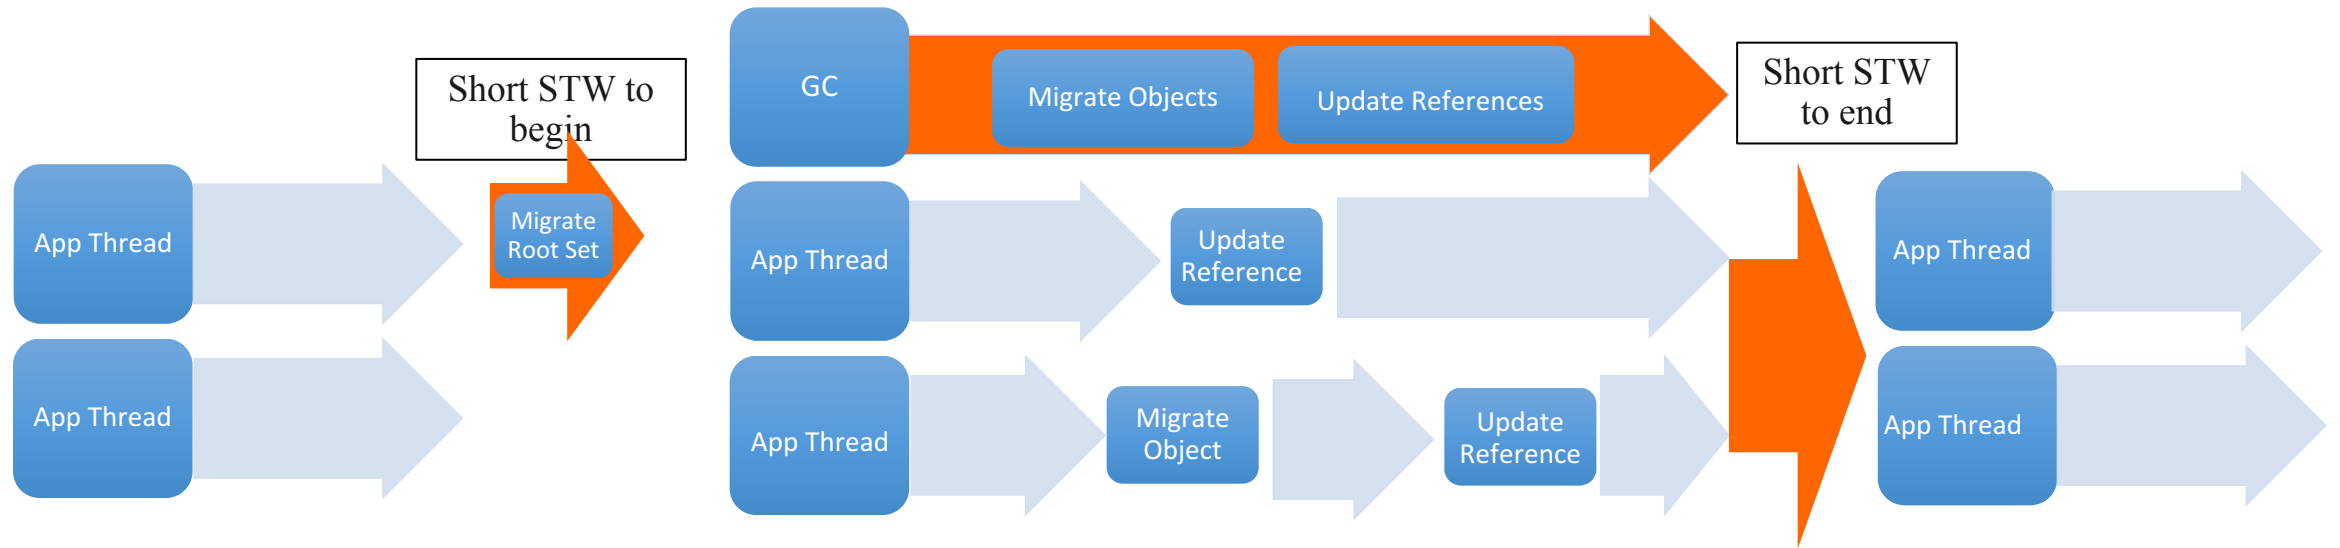 Short STW to
begin
App Thread
App Thread
Migrate
Root Set
GC
Migrate Objects
Update References
App Thread
Update
Reference
App Thread
Migrate
Object
Update
Reference
Short STW
to end
App Thread
App Thread